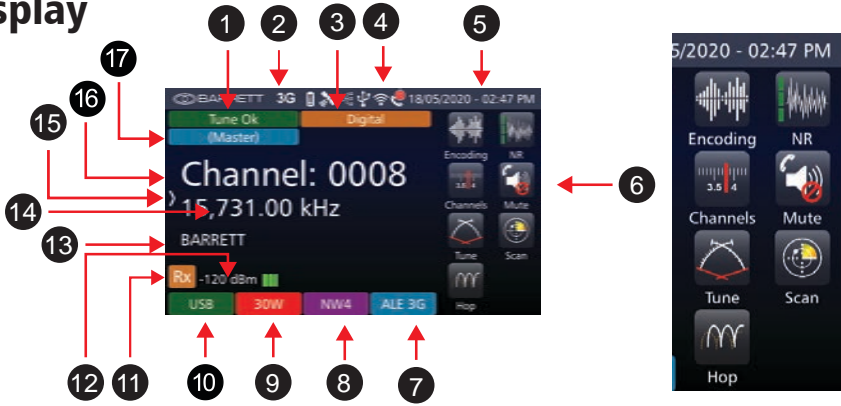 splay
1 2 3 4 5
17
16
15
14
13
12 11 10 9 8 7
6
BARRETT 3G 18/05/2020 - 02:47 PM
Tune Ok Digital
(Master)
Channel: 0008
15,731.00 kHz
BARRETT
Rx -120 dBm
USB 30W NW4 ALE 3G
Encoding NR
3.5 4
Channels Mute
Tune Scan
Hop
5/2020 - 02:47 PM
Encoding NR
3.5 4
Channels Mute
Tune Scan
Hop